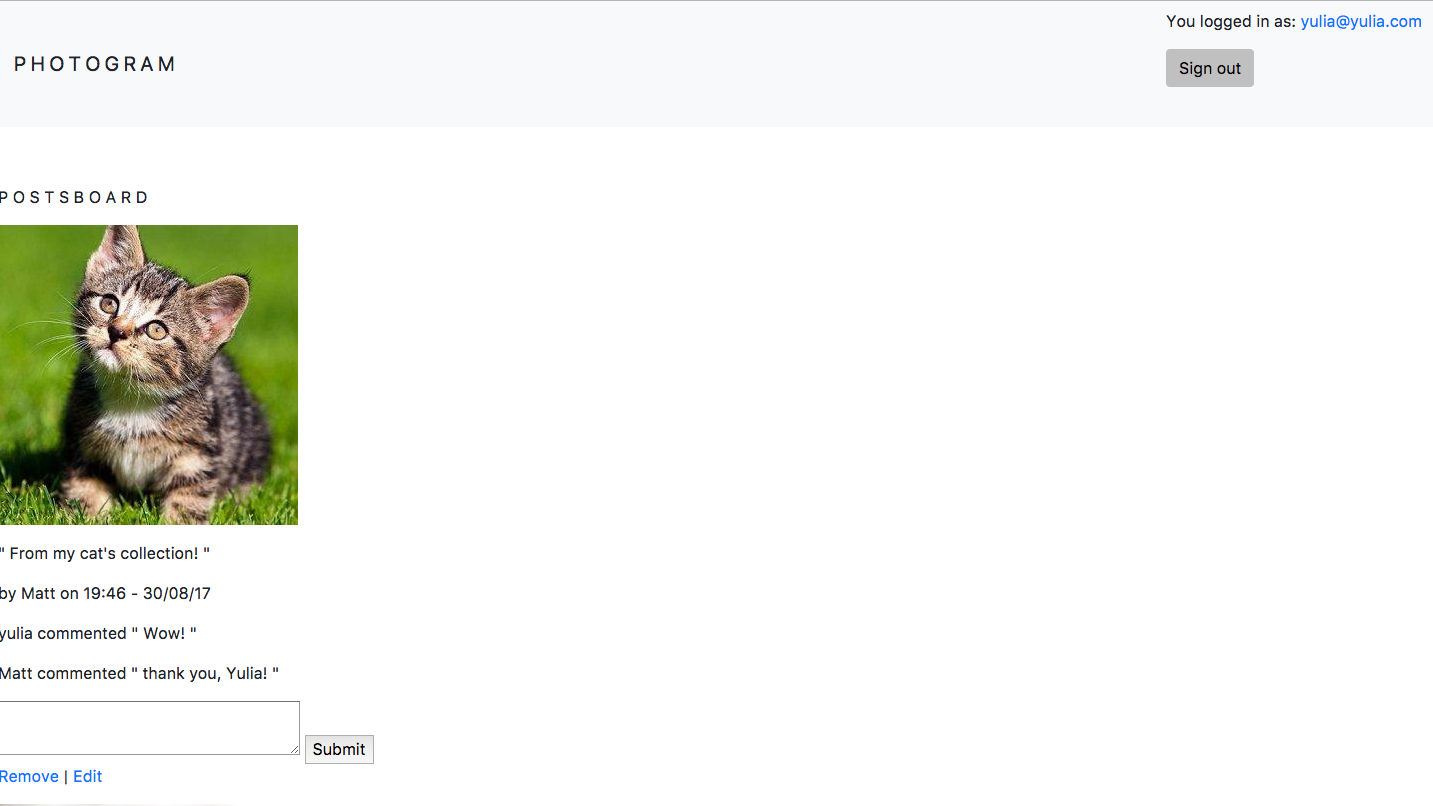 You logged in as: yulia@yulia.com
PHOTOGRAM
Sign out
POSTSBOARD
" From my cat's collection! "
by Matt on 19:46 - 30/08/17
yulia commented " Wow! "
Matt commented " thank you, Yulia! "
Submit
Remove | Edit